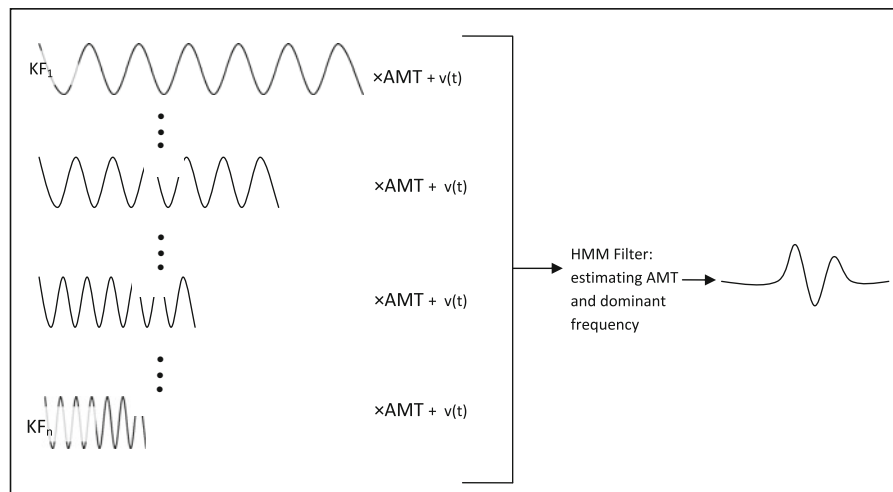 KF₁
×AMT + v(t)
×AMT + v(t)
×AMT + v(t)
KFₙ
×AMT + v(t)
HMM Filter:
estimating AMT
and dominant
frequency